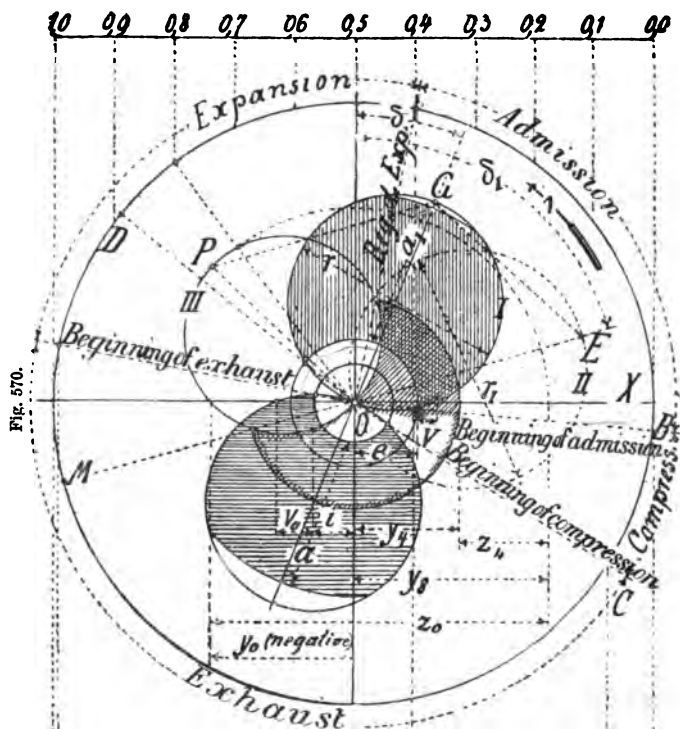 1,0 0,9 0,8 0,7 0,6 0,5 0,4 0,3 0,2 0,1 0,0
Expansion
Admission
δ
δ₁
λ
G
D
P
III
r
a₁
I
E
II
X
r₁
Beginning of exhaust
Fig. 570.
O
V
B
e
Beginning of admission
Beginning of compression
M
V₀
i
y₄
z₄
a
y₈
z₀
C
y₀ (negative)
Exhaust